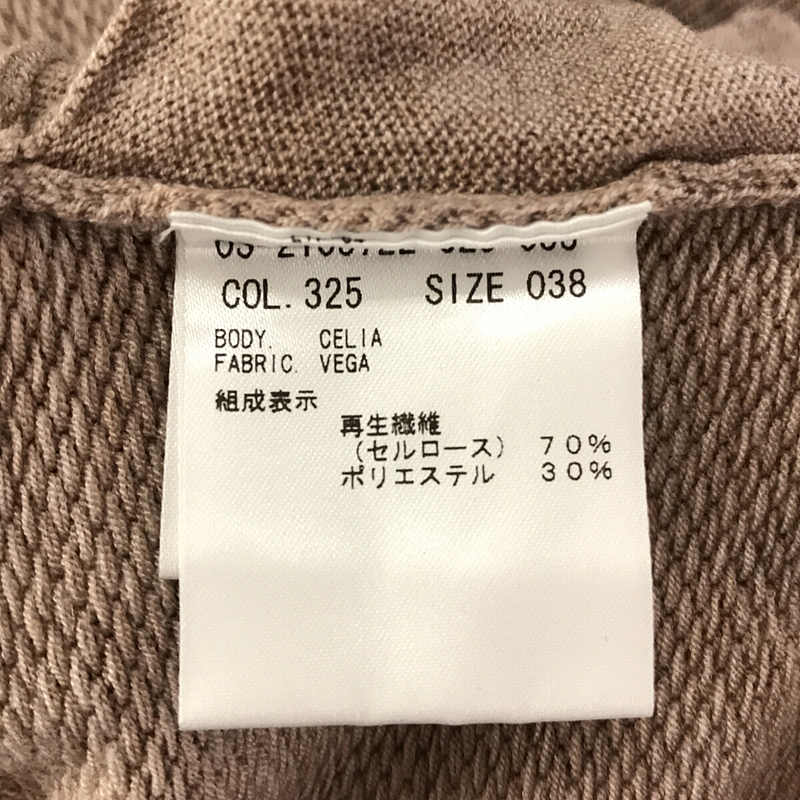 COL. 325 SIZE 038
BODY. CELIA
FABRIC. VEGA
組成表示
再生繊維
(セルロース) 70%
ポリエステル 30%